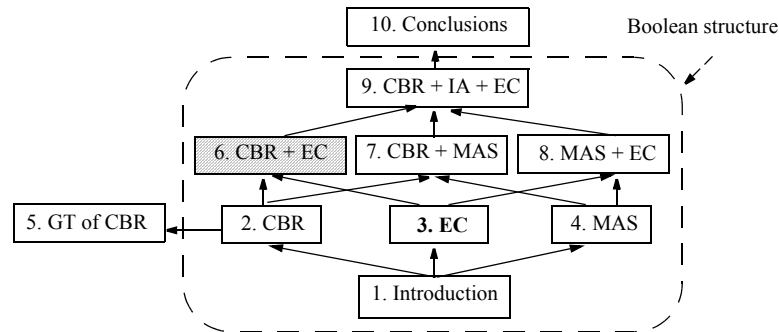 10. Conclusions
Boolean structure
9. CBR + IA + EC
6. CBR + EC
7. CBR + MAS
8. MAS + EC
5. GT of CBR
2. CBR
3. EC
4. MAS
1. Introduction